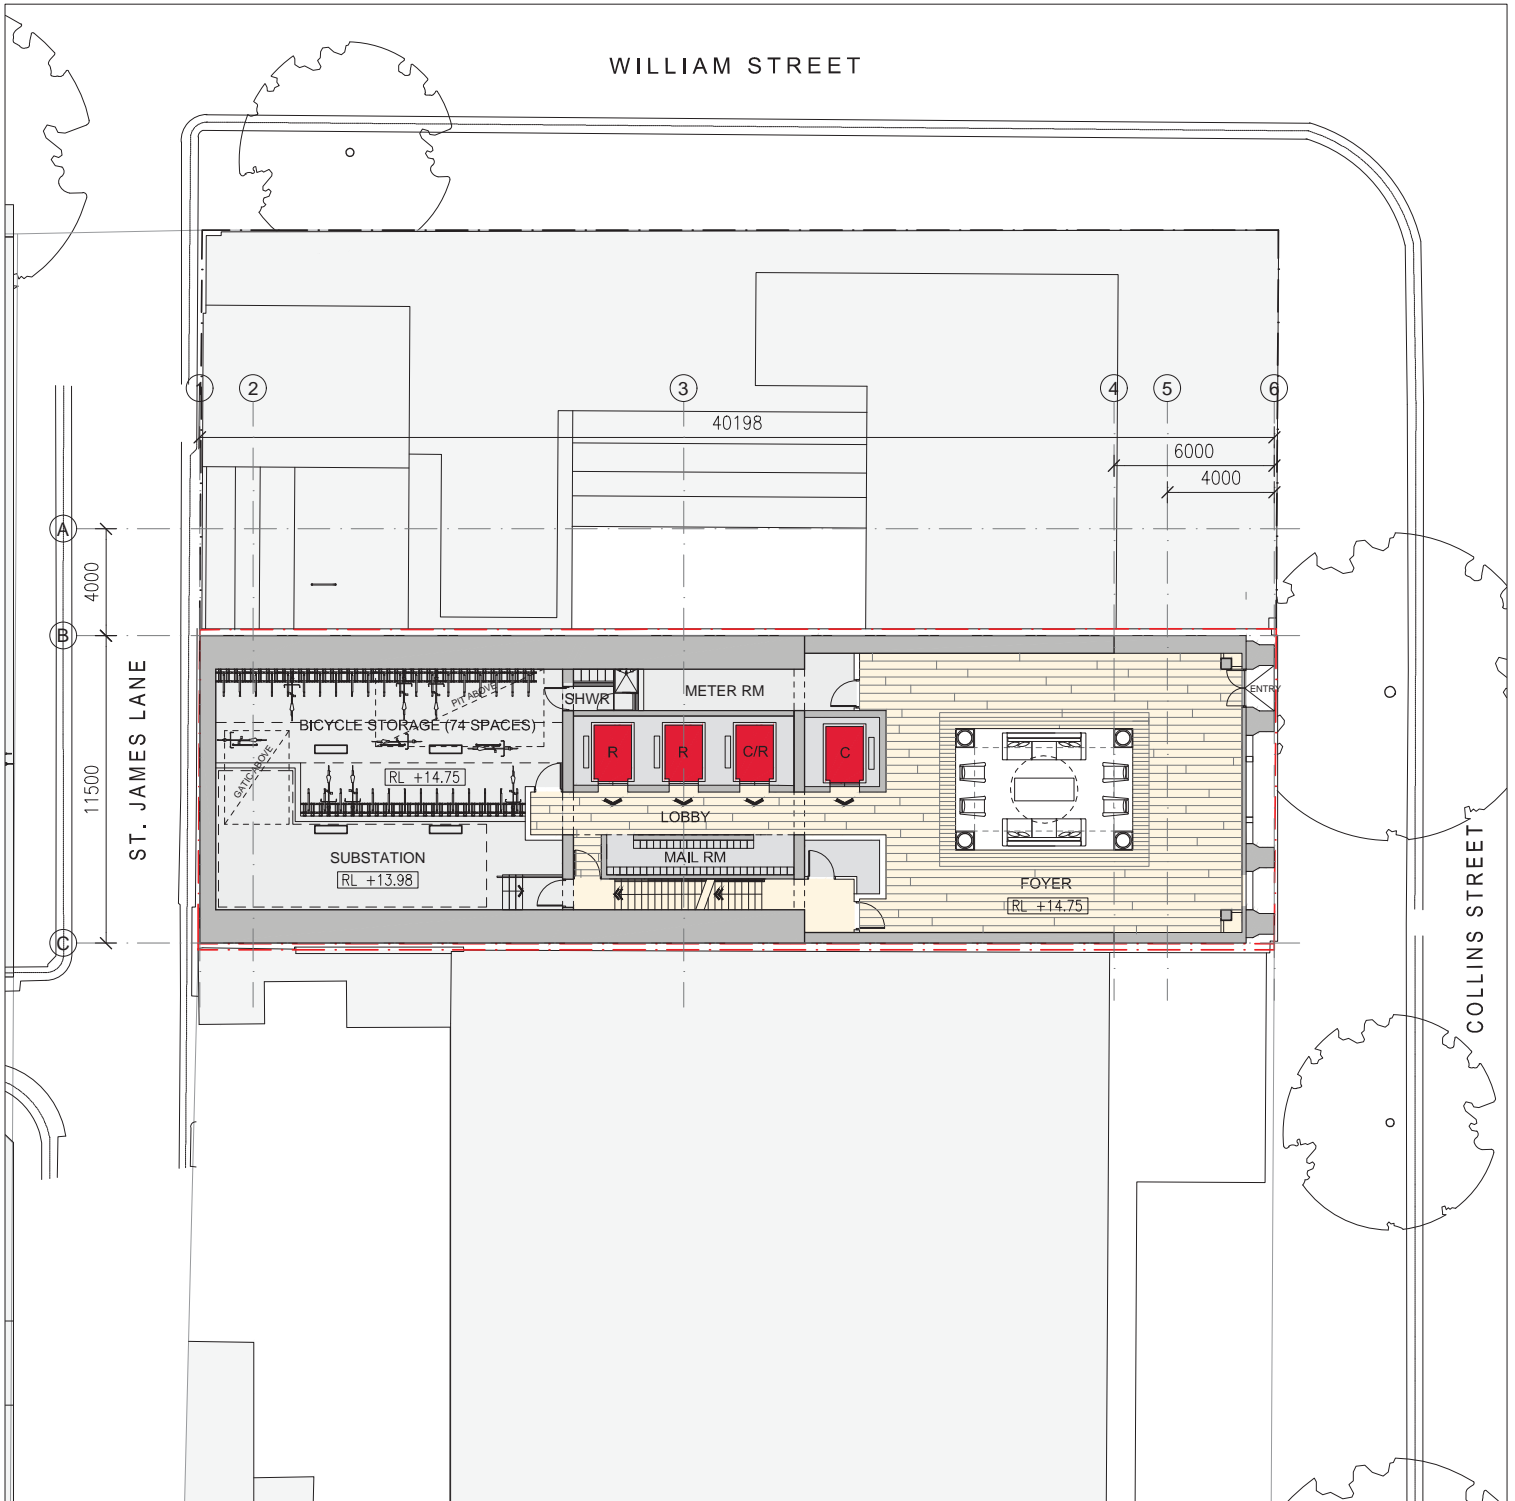 WILLIAM STREET
1
2
3
4
5
6
40198
6000
4000
A
4000
B
11500
C
ST. JAMES LANE
COLLINS STREET
SHWR
METER RM
PIT ABOVE
ENTRY
BICYCLE STORAGE (74 SPACES)
GATIC ABOVE
RL +14.75
R
R
C/R
C
LOBBY
MAIL RM
SUBSTATION
RL +13.98
FOYER
RL +14.75